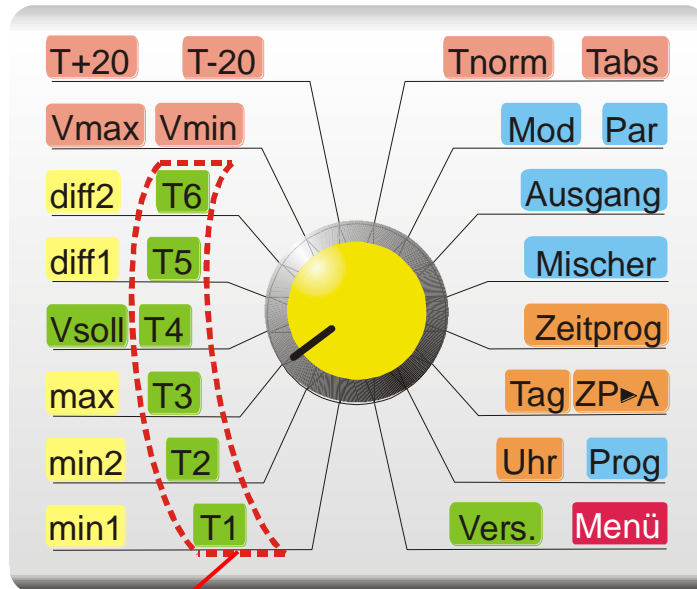 T+20 T-20 Tnorm Tabs
Vmax Vmin Mod Par
diff2 T6 Ausgang
diff1 T5 Mischer
Vsoll T4 Zeitprog
max T3 Tag ZP►A
min2 T2 Uhr Prog
min1 T1 Vers. Menü